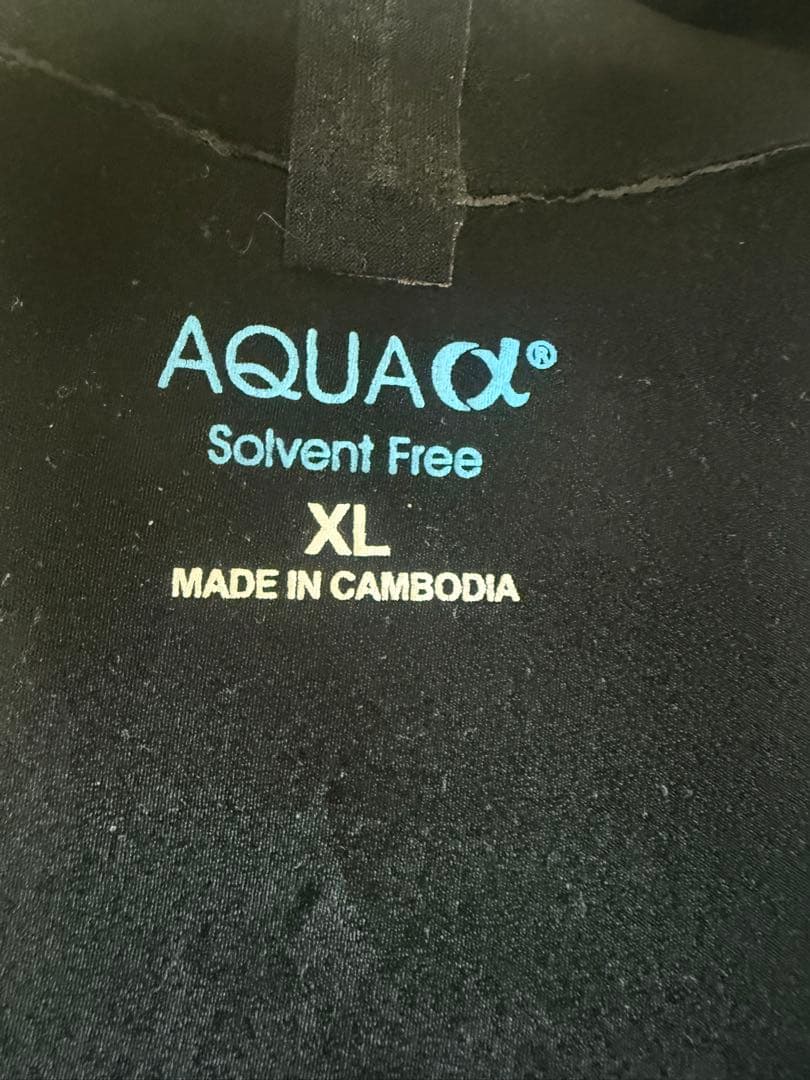 AQUAα®
Solvent Free
XL
MADE IN CAMBODIA